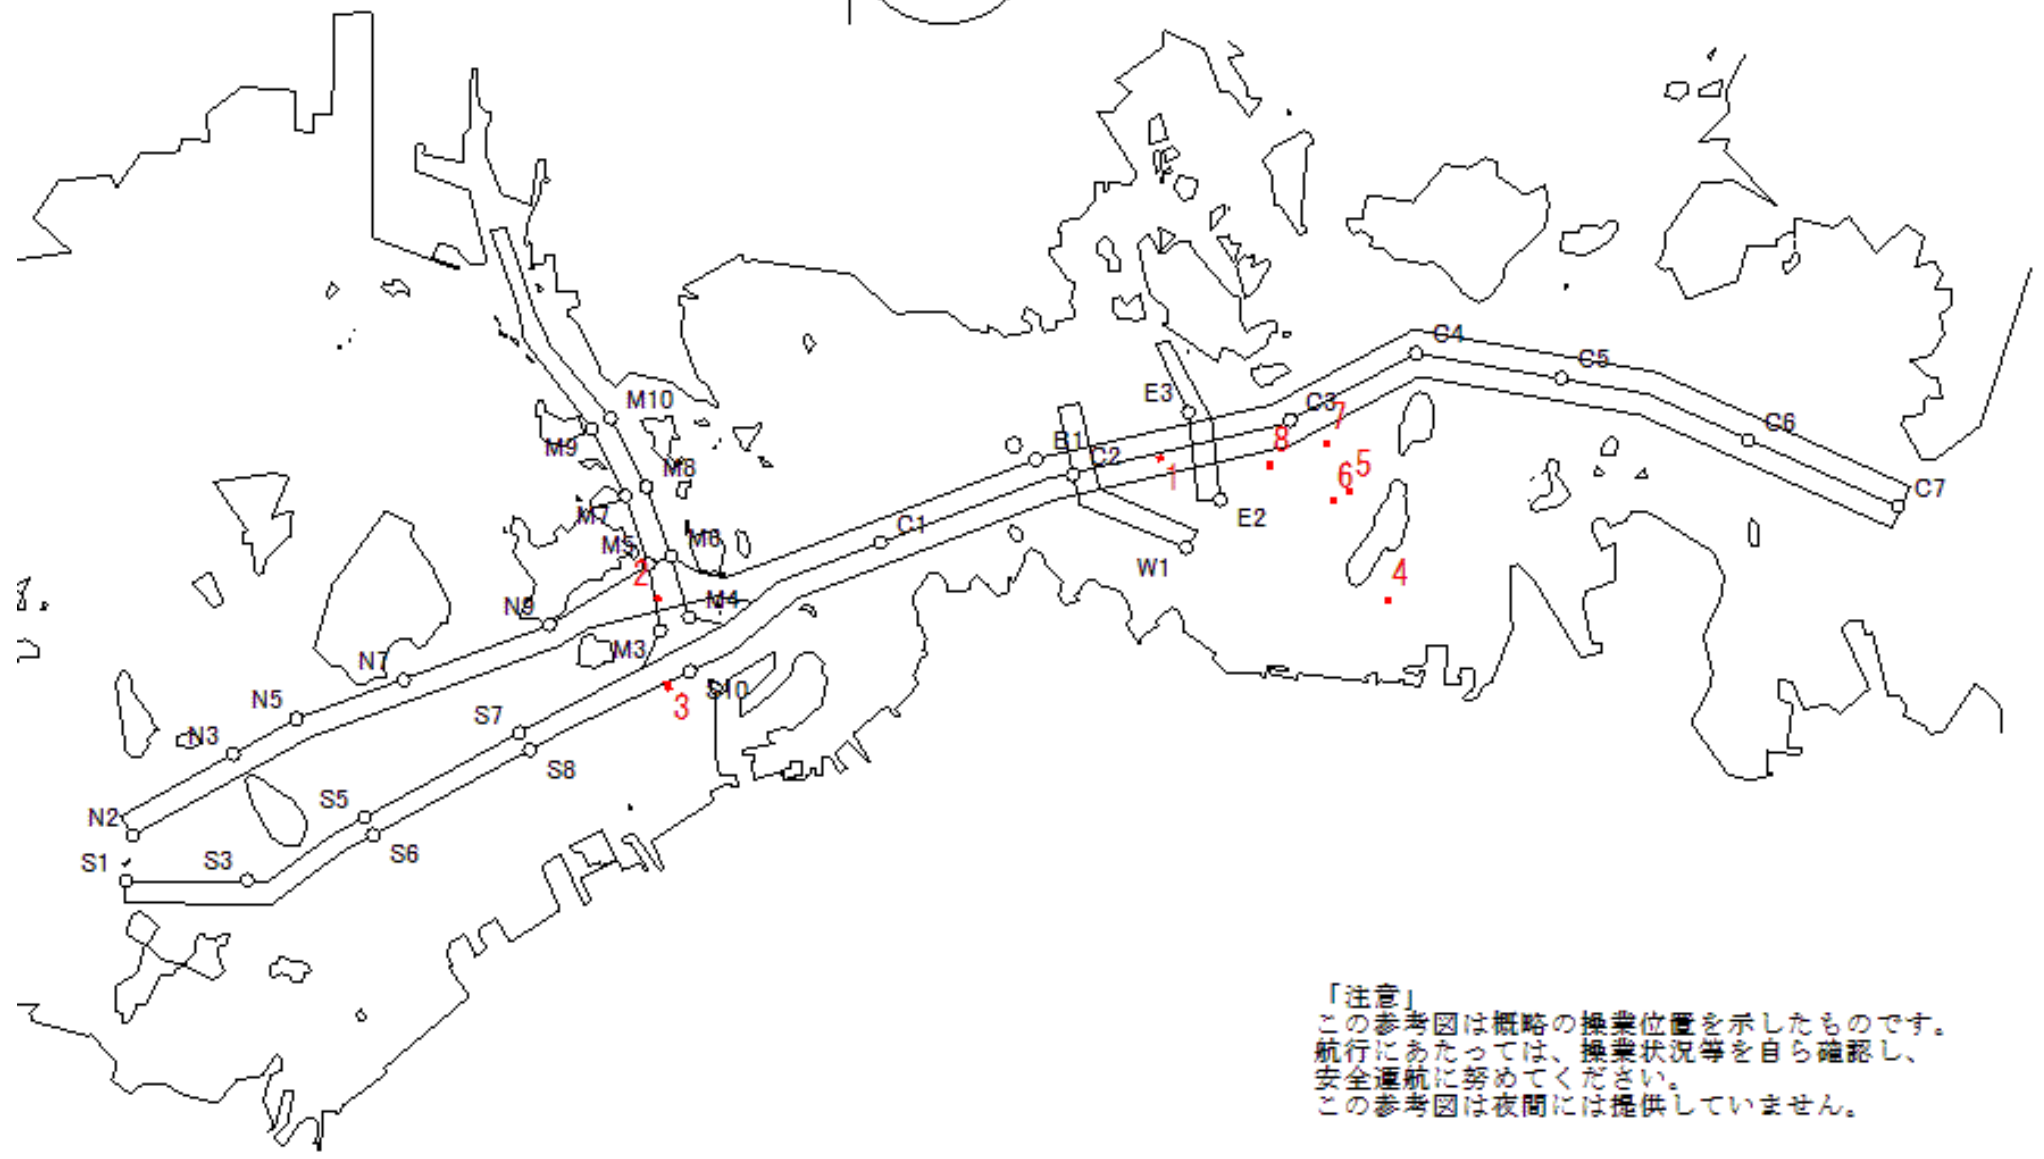 C4
C5
M10
E3
C3
7
C6
M9
B1
8
M8
C2
1
6
5
C7
M7
E2
C1
M5
M6
2
W1
4
N9
M4
M3
N7
S10
3
N5
S7
N3
S8
S5
N2
S6
S1
S3
「注意」
この参考図は概略の操業位置を示したものです。
航行にあたっては、操業状況等を自ら確認し、
安全運航に努めてください。
この参考図は夜間には提供していません。